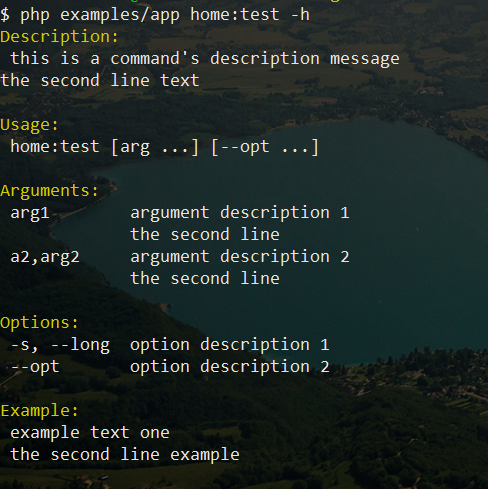 $ php examples/app home:test -h
Description:
this is a command's description message
the second line text
Usage:
home:test [arg ...] [--opt ...]
Arguments:
arg1 argument description 1
the second line
a2,arg2 argument description 2
the second line
Options:
-s, --long option description 1
--opt option description 2
Example:
example text one
the second line example